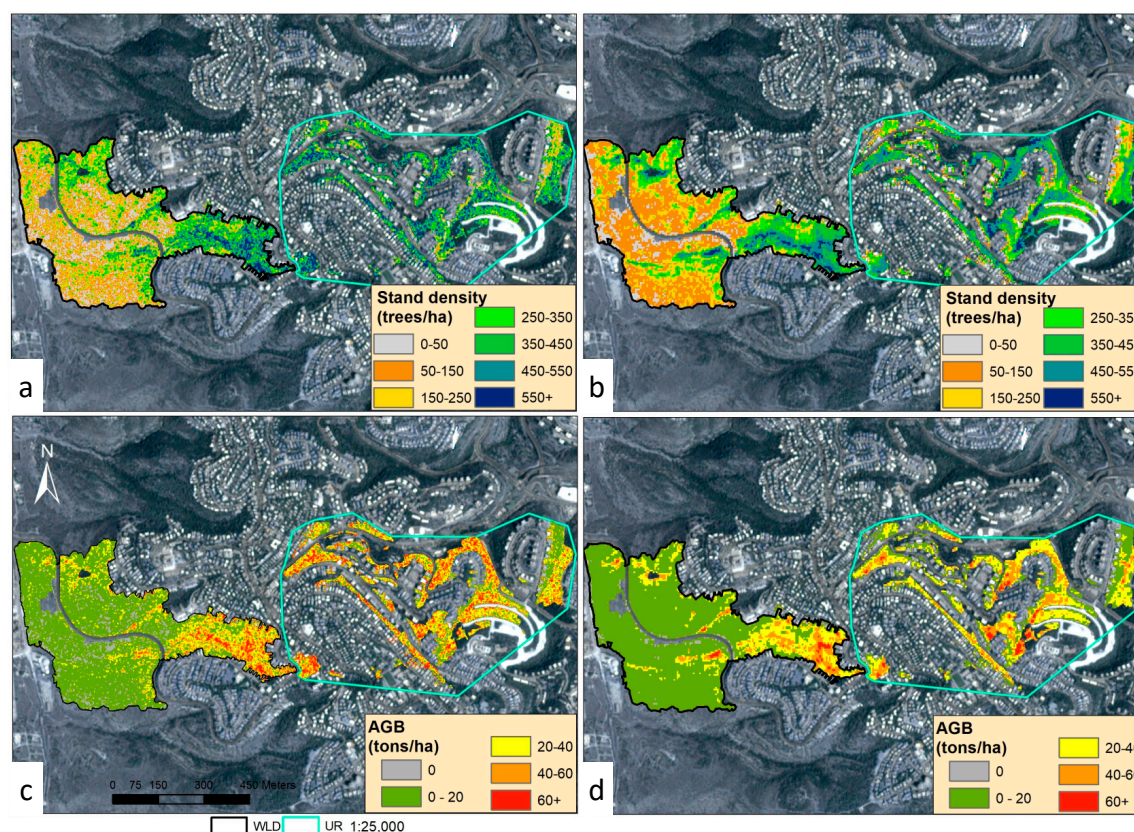 Stand density
(trees/ha)
0-50
50-150
150-250
250-350
350-450
450-550
550+
a
Stand density
(trees/ha)
0-50
50-150
150-250
250-35
350-45
450-55
550+
b
N
AGB
(tons/ha)
0
0 - 20
20-40
40-60
60+
0 75 150 300 450 Meters
c
AGB
(tons/ha)
0
0 - 20
20-40
40-60
60+
d
WLD UR 1:25,000